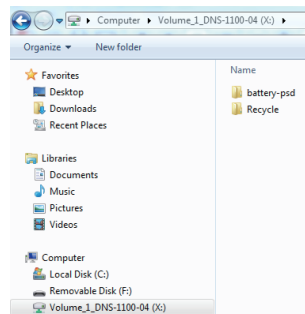 Computer Volume_1_DNS-1100-04 (X:)
Organize New folder
Favorites
Desktop
Downloads
Recent Places
Libraries
Documents
Music
Pictures
Videos
Computer
Local Disk (C:)
Removable Disk (F:)
Volume_1_DNS-1100-04 (X:)
Name
battery-psd
Recycle